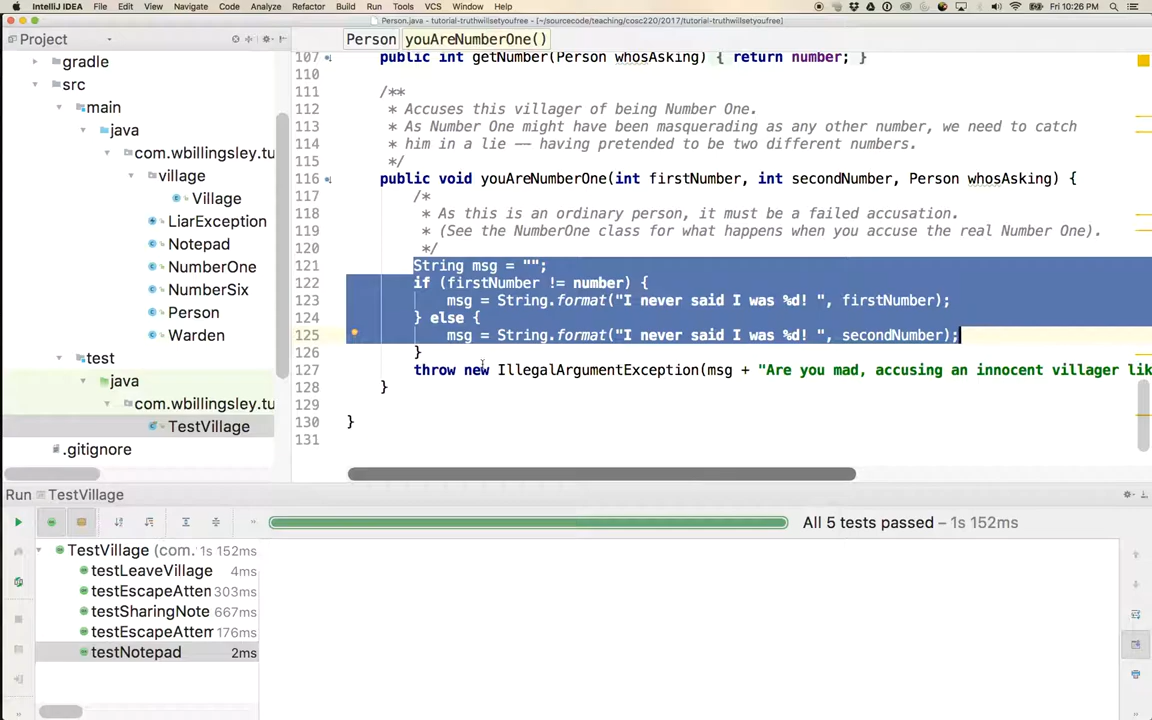 IntelliJ IDEA File Edit View Navigate Code Analyze Refactor Build Run Tools VCS Window Help Fri 10:26 PM
Person.java - tutorial-truthwillsetyoufree - [~/sourcecode/teaching/cosc220/2017/tutorial-truthwillsetyoufree]
Project
Person youAreNumberOne()
gradle
src
main
java
com.wbillingsley.tu
village
Village
LiarException
Notepad
NumberOne
NumberSix
Person
Warden
test
java
com.wbillingsley.tu
TestVillage
.gitignore
107 public int getNumber(Person whosAsking) { return number; }
110
111 /**
112 * Accuses this villager of being Number One.
113 * As Number One might have been masquerading as any other number, we need to catch
114 * him in a lie –– having pretended to be two different numbers.
115 */
116 public void youAreNumberOne(int firstNumber, int secondNumber, Person whosAsking) {
117 /*
118 * As this is an ordinary person, it must be a failed accusation.
119 * (See the NumberOne class for what happens when you accuse the real Number One).
120 */
121 String msg = "";
122 if (firstNumber != number) {
123 msg = String.format("I never said I was %d! ", firstNumber);
124 } else {
125 msg = String.format("I never said I was %d! ", secondNumber);
126 }
127 throw new IllegalArgumentException(msg + "Are you mad, accusing an innocent villager lik
128 }
129
130 }
131
Run TestVillage
All 5 tests passed – 1s 152ms
TestVillage (com. 1s 152ms
testLeaveVillage 4ms
testEscapeAtten 303ms
testSharingNote 667ms
testEscapeAttem 176ms
testNotepad 2ms